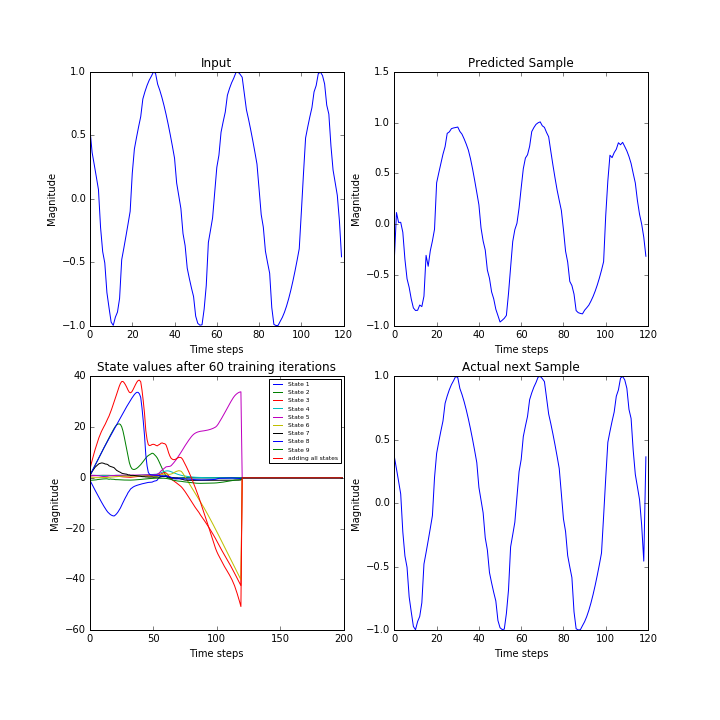 Input
1.0
0.5
0.0
−0.5
−1.0
Magnitude
0 20 40 60 80 100 120
Time steps
Predicted Sample
1.5
1.0
0.5
0.0
−0.5
−1.0
Magnitude
0 20 40 60 80 100 120
Time steps
State values after 60 training iterations
40
20
0
−20
−40
−60
Magnitude
0 50 100 150 200
Time steps
State 1
State 2
State 3
State 4
State 5
State 6
State 7
State 8
State 9
adding all states
Actual next Sample
1.0
0.5
0.0
−0.5
−1.0
Magnitude
0 20 40 60 80 100 120
Time steps